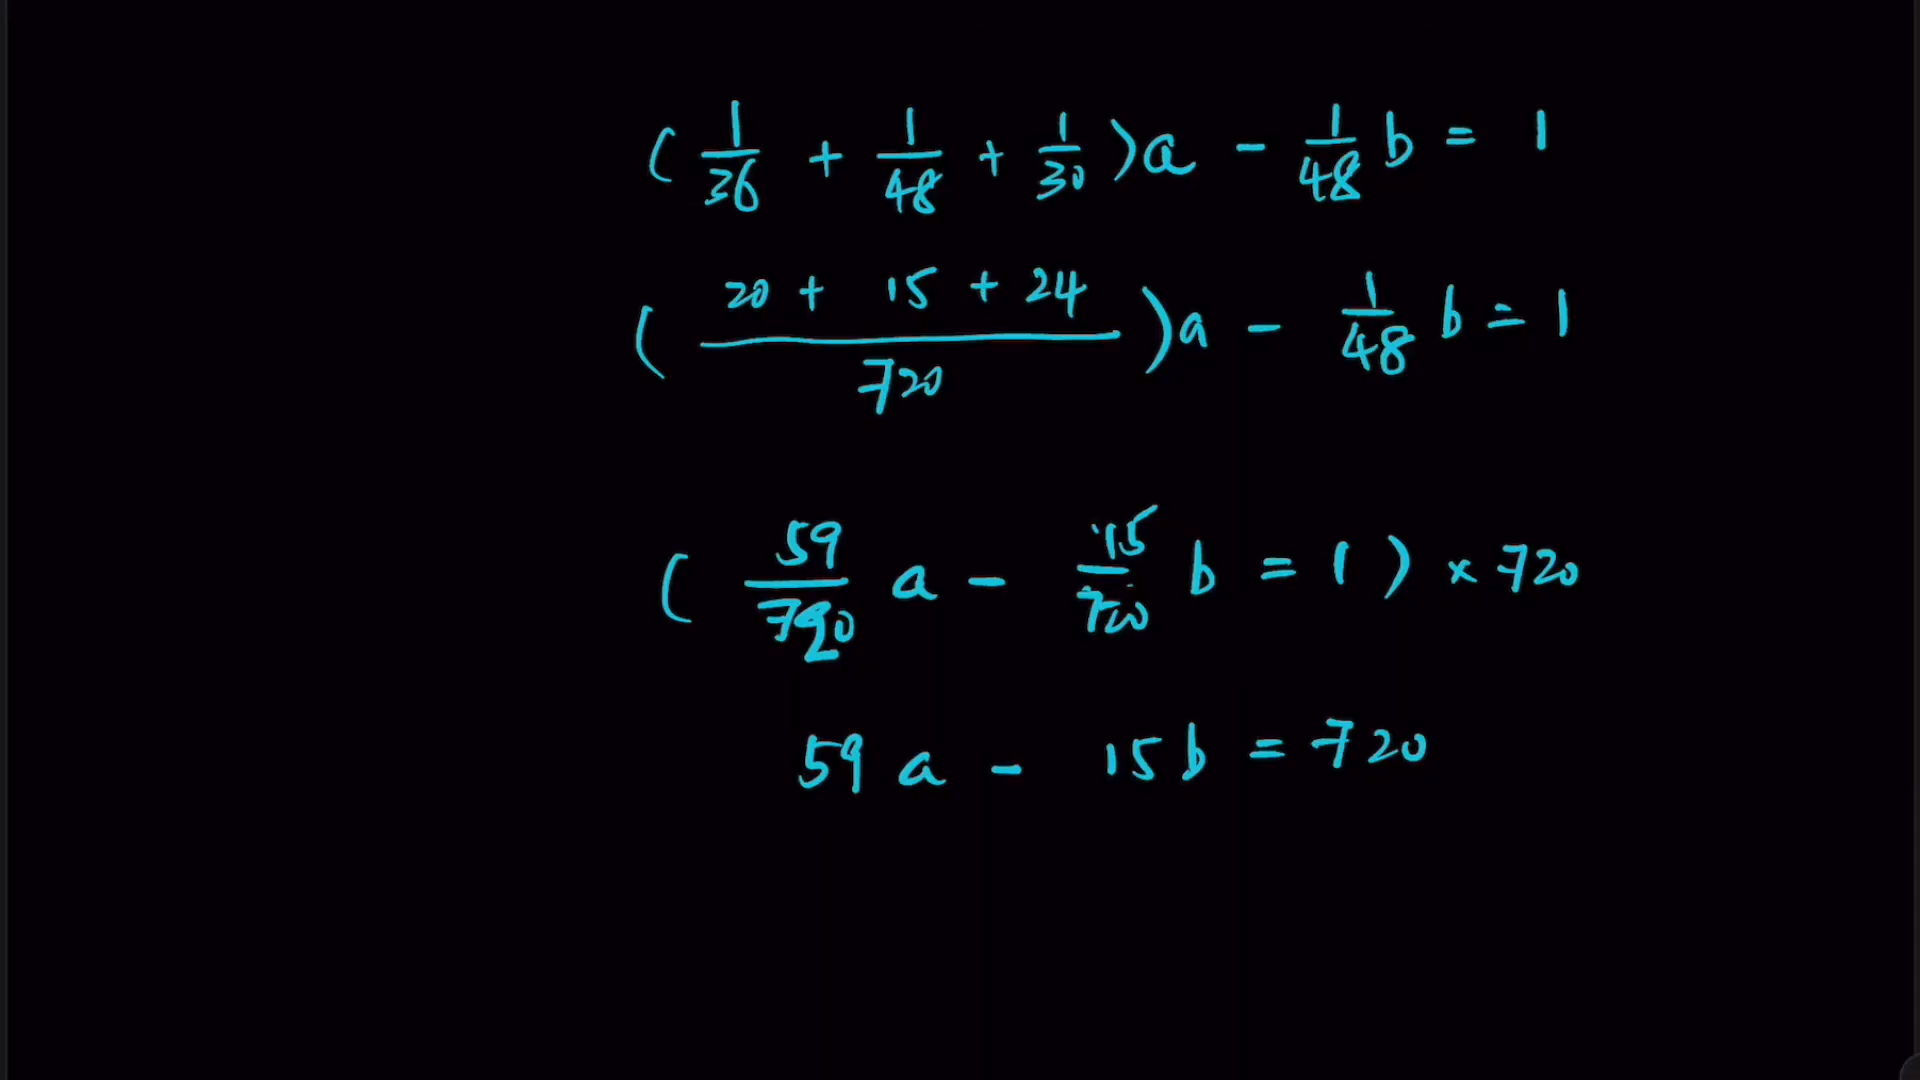 (1/36 + 1/48 + 1/30)a - 1/48 b = 1
(20 + 15 + 24 / 720)a - 1/48 b = 1
(59/720 a - 15/720 b = 1) × 720
59a - 15b = 720